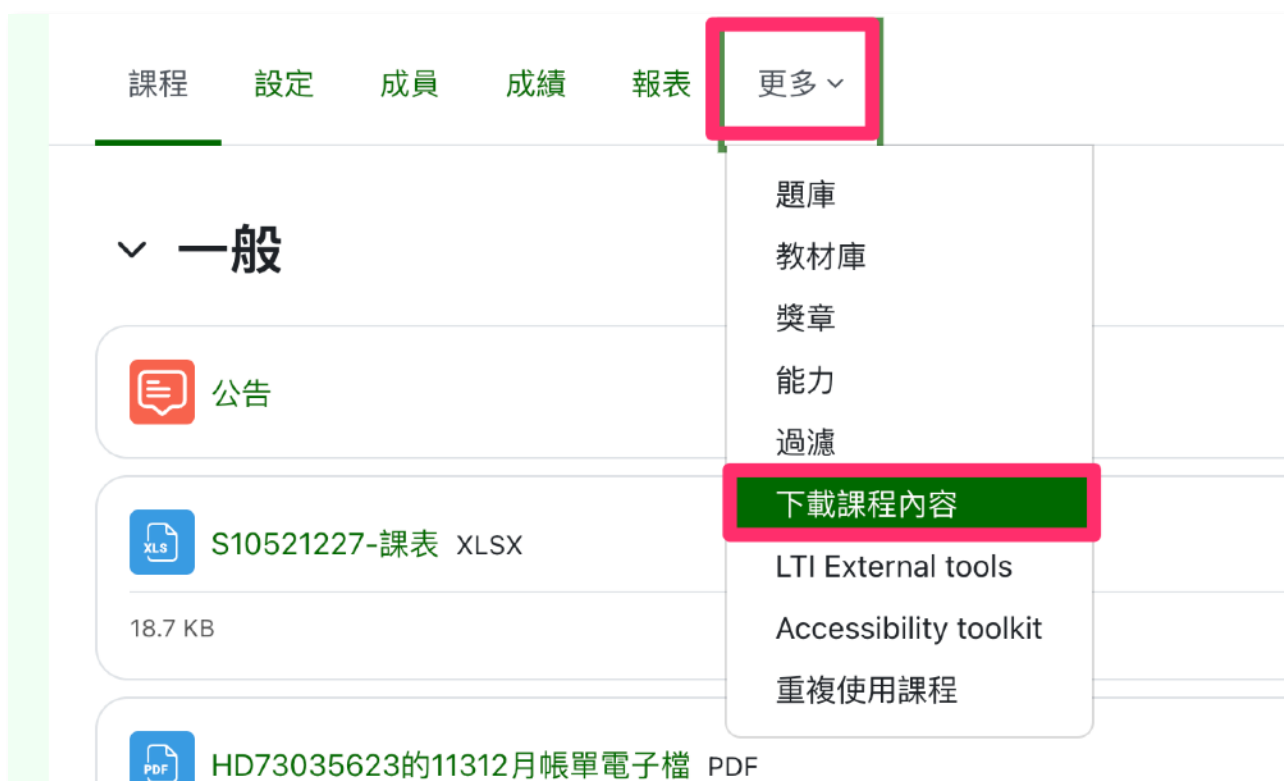 課程 設定 成員 成績 報表 更多
題庫
教材庫
獎章
能力
過濾
下載課程內容
LTI External tools
Accessibility toolkit
重複使用課程
一般
公告
XLS S10521227-課表 XLSX
18.7 KB
PDF HD73035623的11312月帳單電子檔 PDF